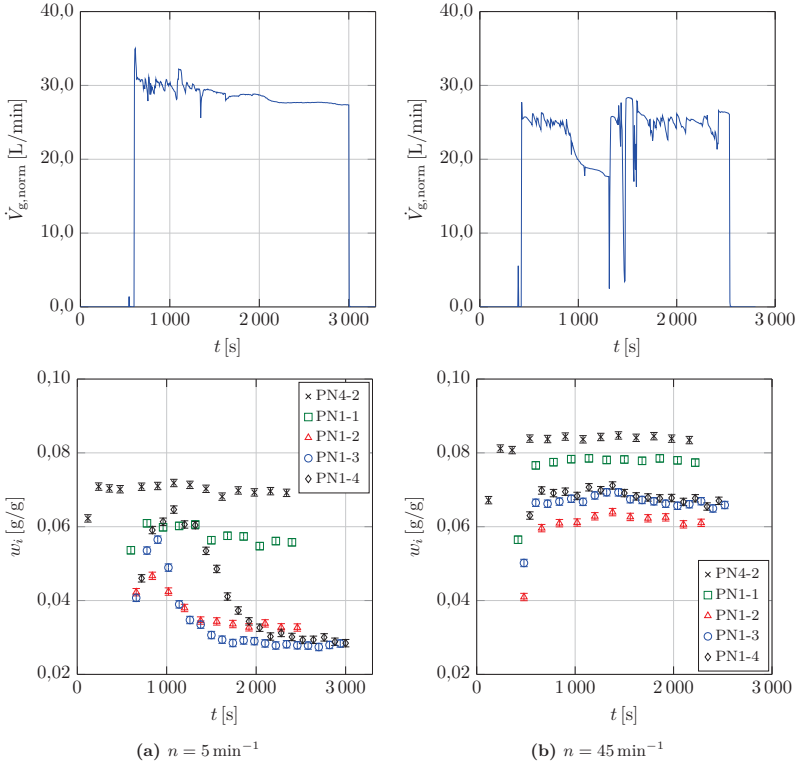 40,0
30,0
20,0
10,0
0,0
0
1 000
2 000
3 000
t [s]
V̇g,norm [L/min]
40,0
30,0
20,0
10,0
0,0
0
1 000
2 000
3 000
t [s]
V̇g,norm [L/min]
0,10
0,08
0,06
0,04
0,02
0
1 000
2 000
3 000
t [s]
wi [g/g]
PN4-2
PN1-1
PN1-2
PN1-3
PN1-4
(a) n = 5 min⁻¹
0,10
0,08
0,06
0,04
0,02
0
1 000
2 000
3 000
t [s]
wi [g/g]
PN4-2
PN1-1
PN1-2
PN1-3
PN1-4
(b) n = 45 min⁻¹